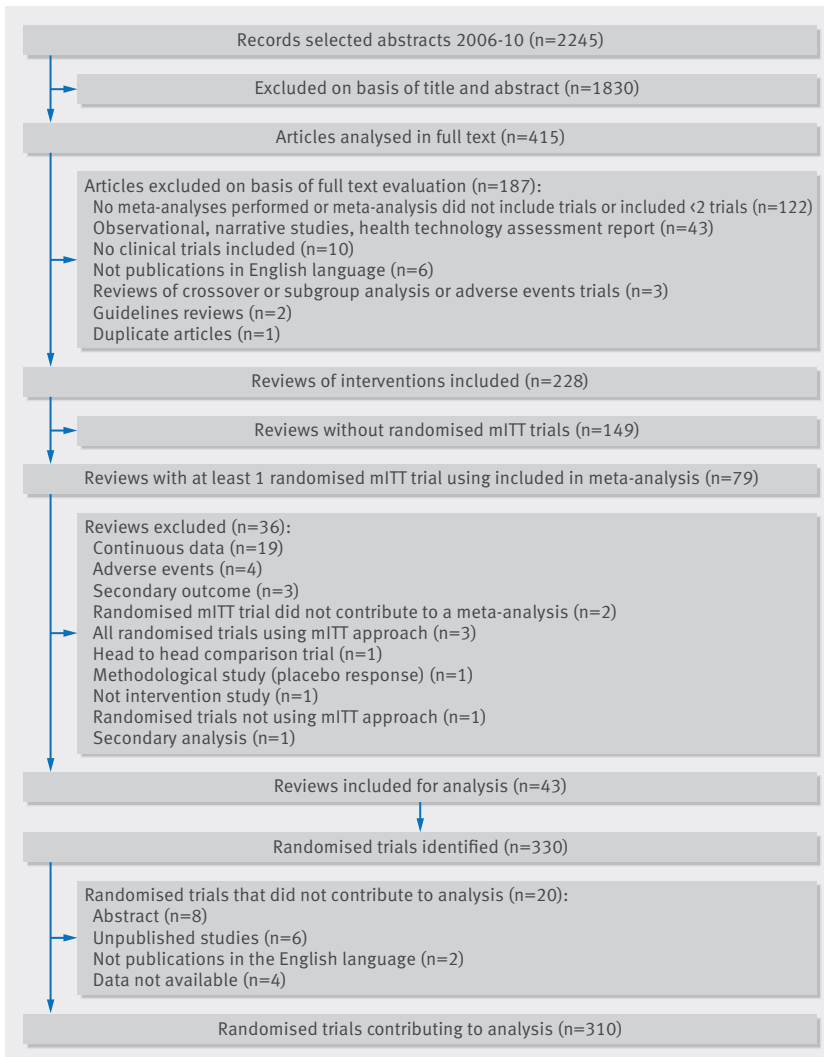 Records selected abstracts 2006-10 (n=2245)
Excluded on basis of title and abstract (n=1830)
Articles analysed in full text (n=415)
Articles excluded on basis of full text evaluation (n=187):
No meta-analyses performed or meta-analysis did not include trials or included <2 trials (n=122)
Observational, narrative studies, health technology assessment report (n=43)
No clinical trials included (n=10)
Not publications in English language (n=6)
Reviews of crossover or subgroup analysis or adverse events trials (n=3)
Guidelines reviews (n=2)
Duplicate articles (n=1)
Reviews of interventions included (n=228)
Reviews without randomised mITT trials (n=149)
Reviews with at least 1 randomised mITT trial using included in meta-analysis (n=79)
Reviews excluded (n=36):
Continuous data (n=19)
Adverse events (n=4)
Secondary outcome (n=3)
Randomised mITT trial did not contribute to a meta-analysis (n=2)
All randomised trials using mITT approach (n=3)
Head to head comparison trial (n=1)
Methodological study (placebo response) (n=1)
Not intervention study (n=1)
Randomised trials not using mITT approach (n=1)
Secondary analysis (n=1)
Reviews included for analysis (n=43)
Randomised trials identified (n=330)
Randomised trials that did not contribute to analysis (n=20):
Abstract (n=8)
Unpublished studies (n=6)
Not publications in the English language (n=2)
Data not available (n=4)
Randomised trials contributing to analysis (n=310)